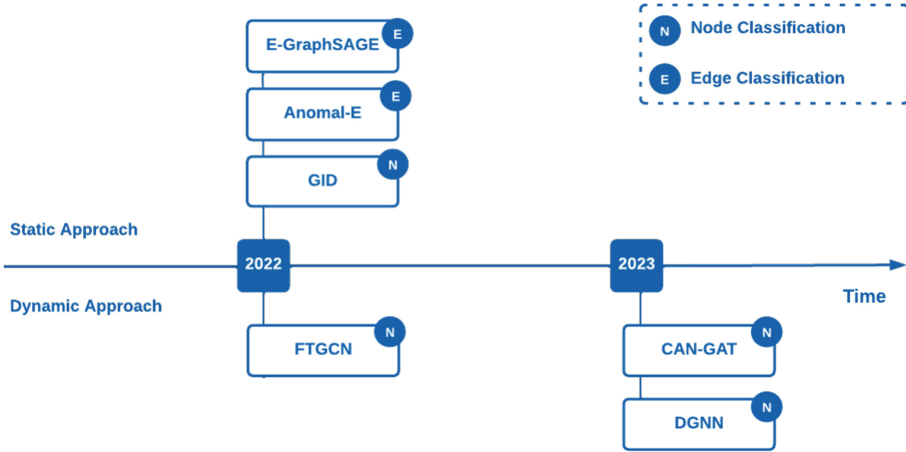 E-GraphSAGE
E
Anomal-E
E
GID
N
N Node Classification
E Edge Classification
Static Approach
2022
2023
Dynamic Approach
Time
FTGCN
N
CAN-GAT
N
DGNN
N